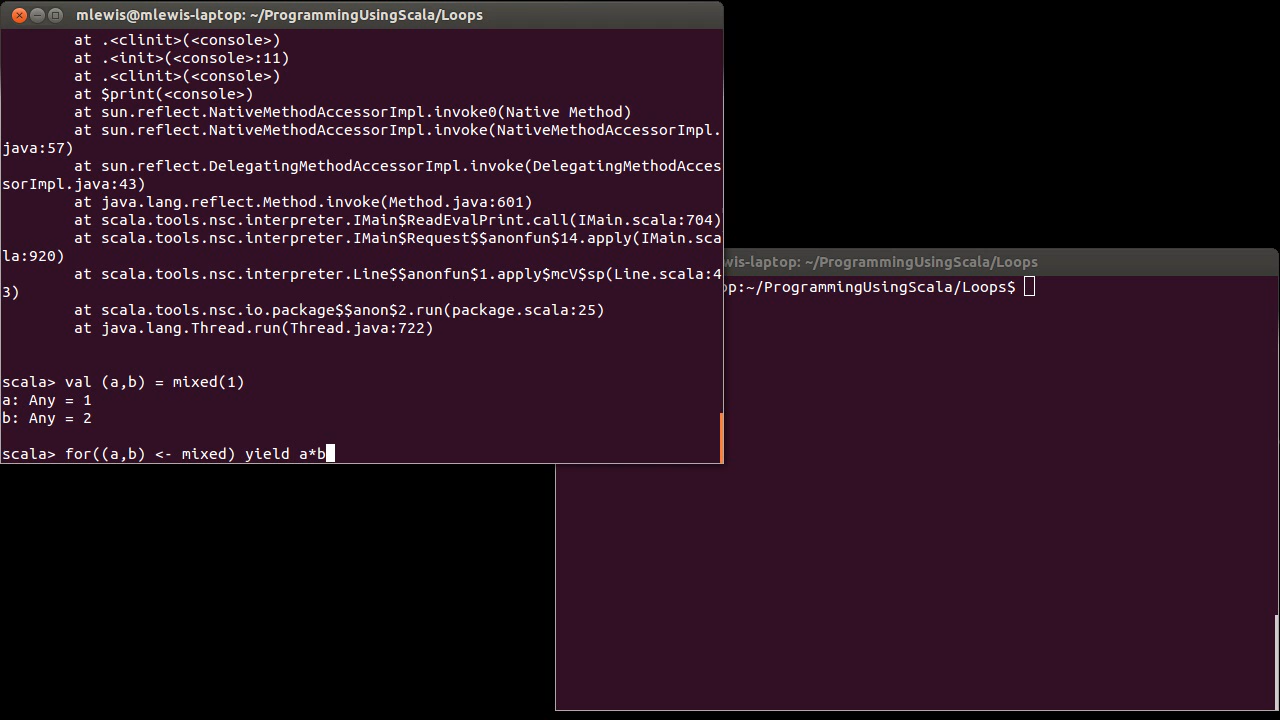 mlewis@mlewis-laptop: ~/ProgrammingUsingScala/Loops
at .<clinit>(<console>)
at .<init>(<console>:11)
at .<clinit>(<console>)
at $print(<console>)
at sun.reflect.NativeMethodAccessorImpl.invoke0(Native Method)
at sun.reflect.NativeMethodAccessorImpl.invoke(NativeMethodAccessorImpl.
java:57)
at sun.reflect.DelegatingMethodAccessorImpl.invoke(DelegatingMethodAcces
sorImpl.java:43)
at java.lang.reflect.Method.invoke(Method.java:601)
at scala.tools.nsc.interpreter.IMain$ReadEvalPrint.call(IMain.scala:704)
at scala.tools.nsc.interpreter.IMain$Request$$anonfun$14.apply(IMain.sca
la:920)
at scala.tools.nsc.interpreter.Line$$anonfun$1.apply$mcV$sp(Line.scala:4
3)
at scala.tools.nsc.io.package$$anon$2.run(package.scala:25)
at java.lang.Thread.run(Thread.java:722)
scala> val (a,b) = mixed(1)
a: Any = 1
b: Any = 2
scala> for((a,b) <- mixed) yield a*b
wis-laptop: ~/ProgrammingUsingScala/Loops
op:~/ProgrammingUsingScala/Loops$